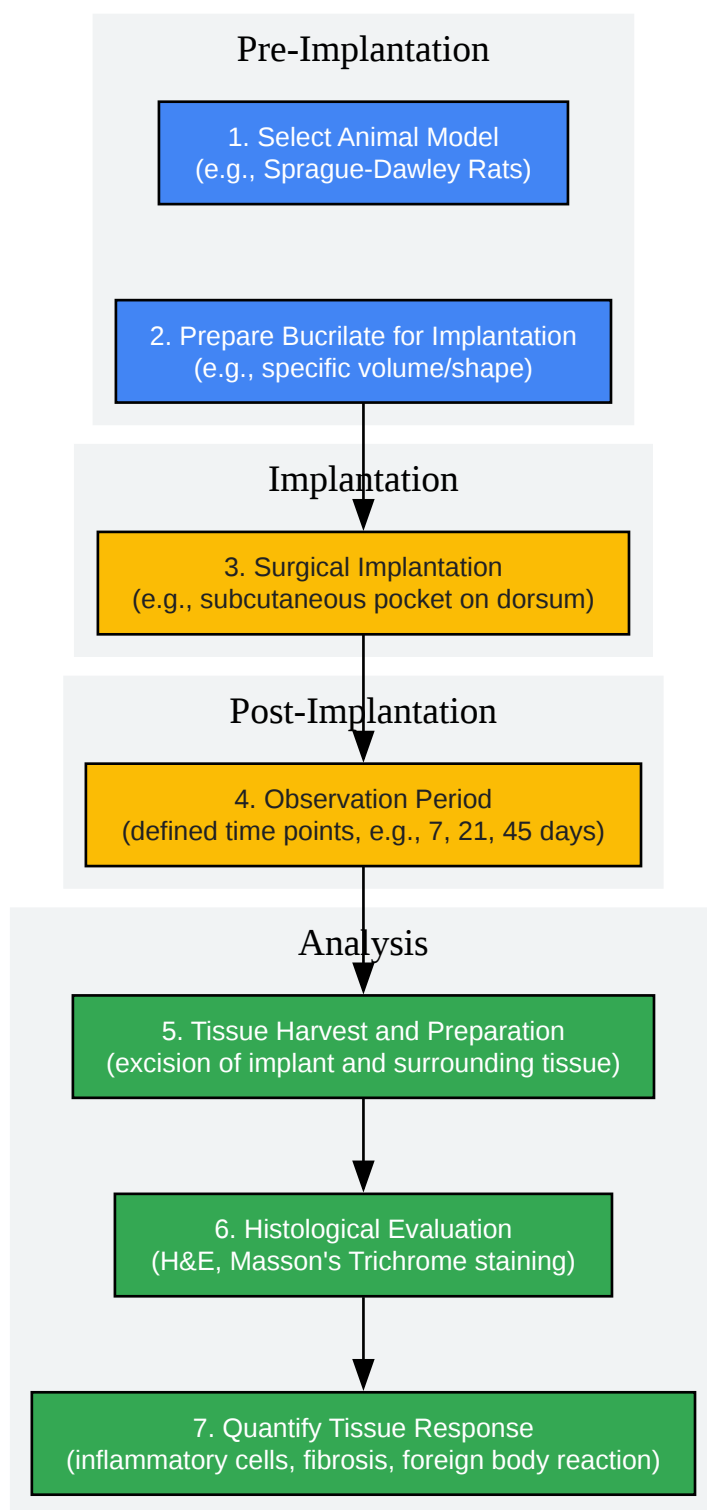 Pre-Implantation
1. Select Animal Model
(e.g., Sprague-Dawley Rats)
2. Prepare Bucrilate for Implantation
(e.g., specific volume/shape)
Implantation
3. Surgical Implantation
(e.g., subcutaneous pocket on dorsum)
Post-Implantation
4. Observation Period
(defined time points, e.g., 7, 21, 45 days)
Analysis
5. Tissue Harvest and Preparation
(excision of implant and surrounding tissue)
6. Histological Evaluation
(H&E, Masson's Trichrome staining)
7. Quantify Tissue Response
(inflammatory cells, fibrosis, foreign body reaction)